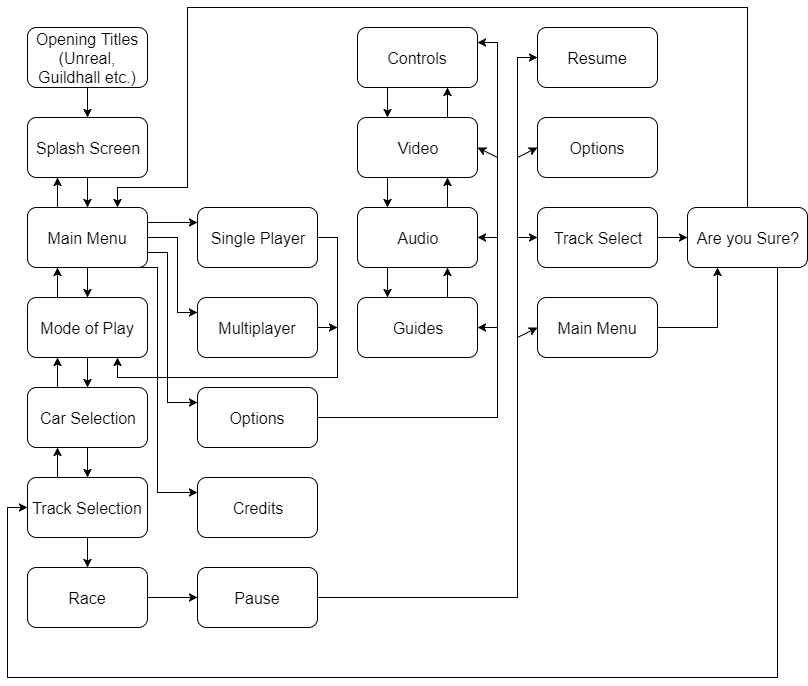 Opening Titles
(Unreal,
Guildhall etc.)
Controls
Resume
Splash Screen
Video
Options
Main Menu
Single Player
Audio
Track Select
Are you Sure?
Mode of Play
Multiplayer
Guides
Main Menu
Car Selection
Options
Track Selection
Credits
Race
Pause